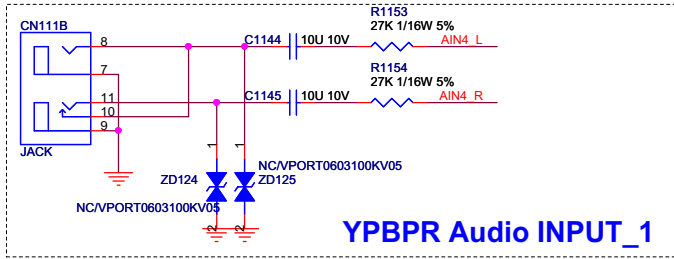 CN111B
R1153
27K 1/16W 5%
8
C1144
10U 10V
AIN4_L
7
R1154
27K 1/16W 5%
11
C1145
10U 10V
AIN4_R
10
9
JACK
1
1
NC/VPORT0603100KV05
ZD124
ZD125
NC/VPORT0603100KV05
2
2
YPBPR Audio INPUT_1